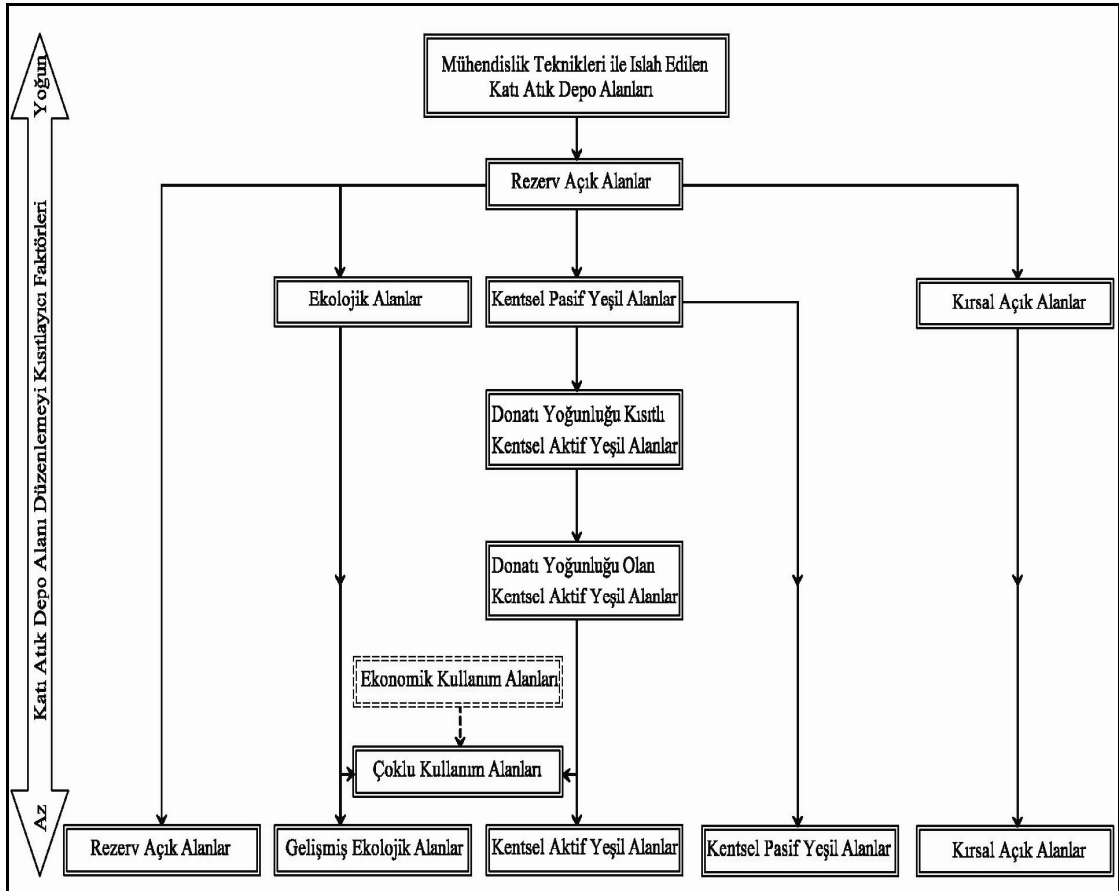 Yoğun
Katı Atık Depo Alanı Düzenlemeyi Kısıtlayıcı Faktörleri
Az
Mühendislik Teknikleri ile Islah Edilen
Katı Atık Depo Alanları
Rezerv Açık Alanlar
Ekolojik Alanlar
Kentsel Pasif Yeşil Alanlar
Kırsal Açık Alanlar
Donatı Yoğunluğu Kısıtlı
Kentsel Aktif Yeşil Alanlar
Donatı Yoğunluğu Olan
Kentsel Aktif Yeşil Alanlar
Ekonomik Kullanım Alanları
Çoklu Kullanım Alanları
Rezerv Açık Alanlar
Gelişmiş Ekolojik Alanlar
Kentsel Aktif Yeşil Alanlar
Kentsel Pasif Yeşil Alanlar
Kırsal Açık Alanlar